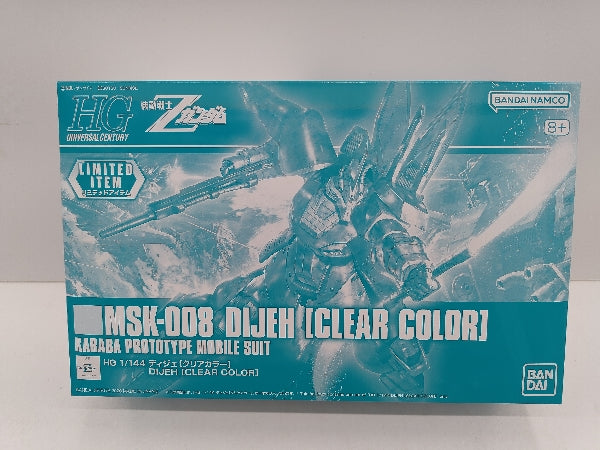 HG
UNIVERSAL CENTURY
機動戦士
Zガンダム
BANDAI NAMCO
8+
LIMITED
ITEM
リミテッドアイテム
MSK-008 DIJEH [CLEAR COLOR]
KARABA PROTOTYPE MOBILE SUIT
HG 1/144 ディジェ[クリアカラー]
DIJEH [CLEAR COLOR]
BAN
DAI